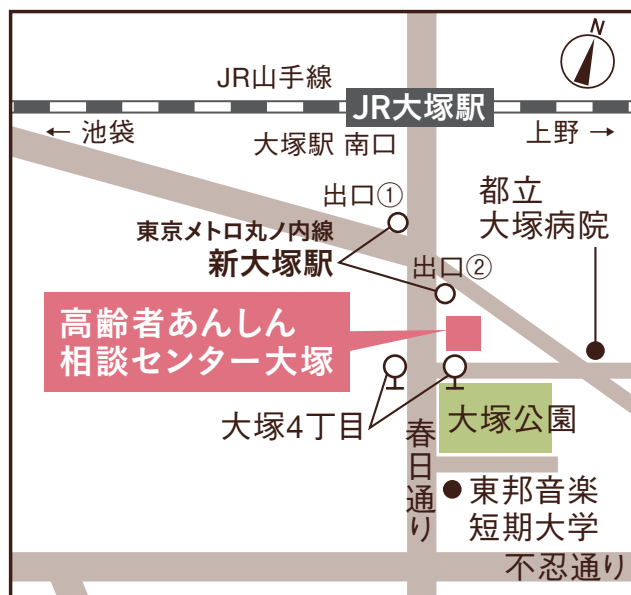 N
JR山手線
JR大塚駅
← 池袋
上野 →
大塚駅 南口
出口①
都立
大塚病院
東京メトロ丸ノ内線
新大塚駅
出口②
高齢者あんしん
相談センター大塚
大塚4丁目
大塚公園
春日通り
東邦音楽
短期大学
不忍通り